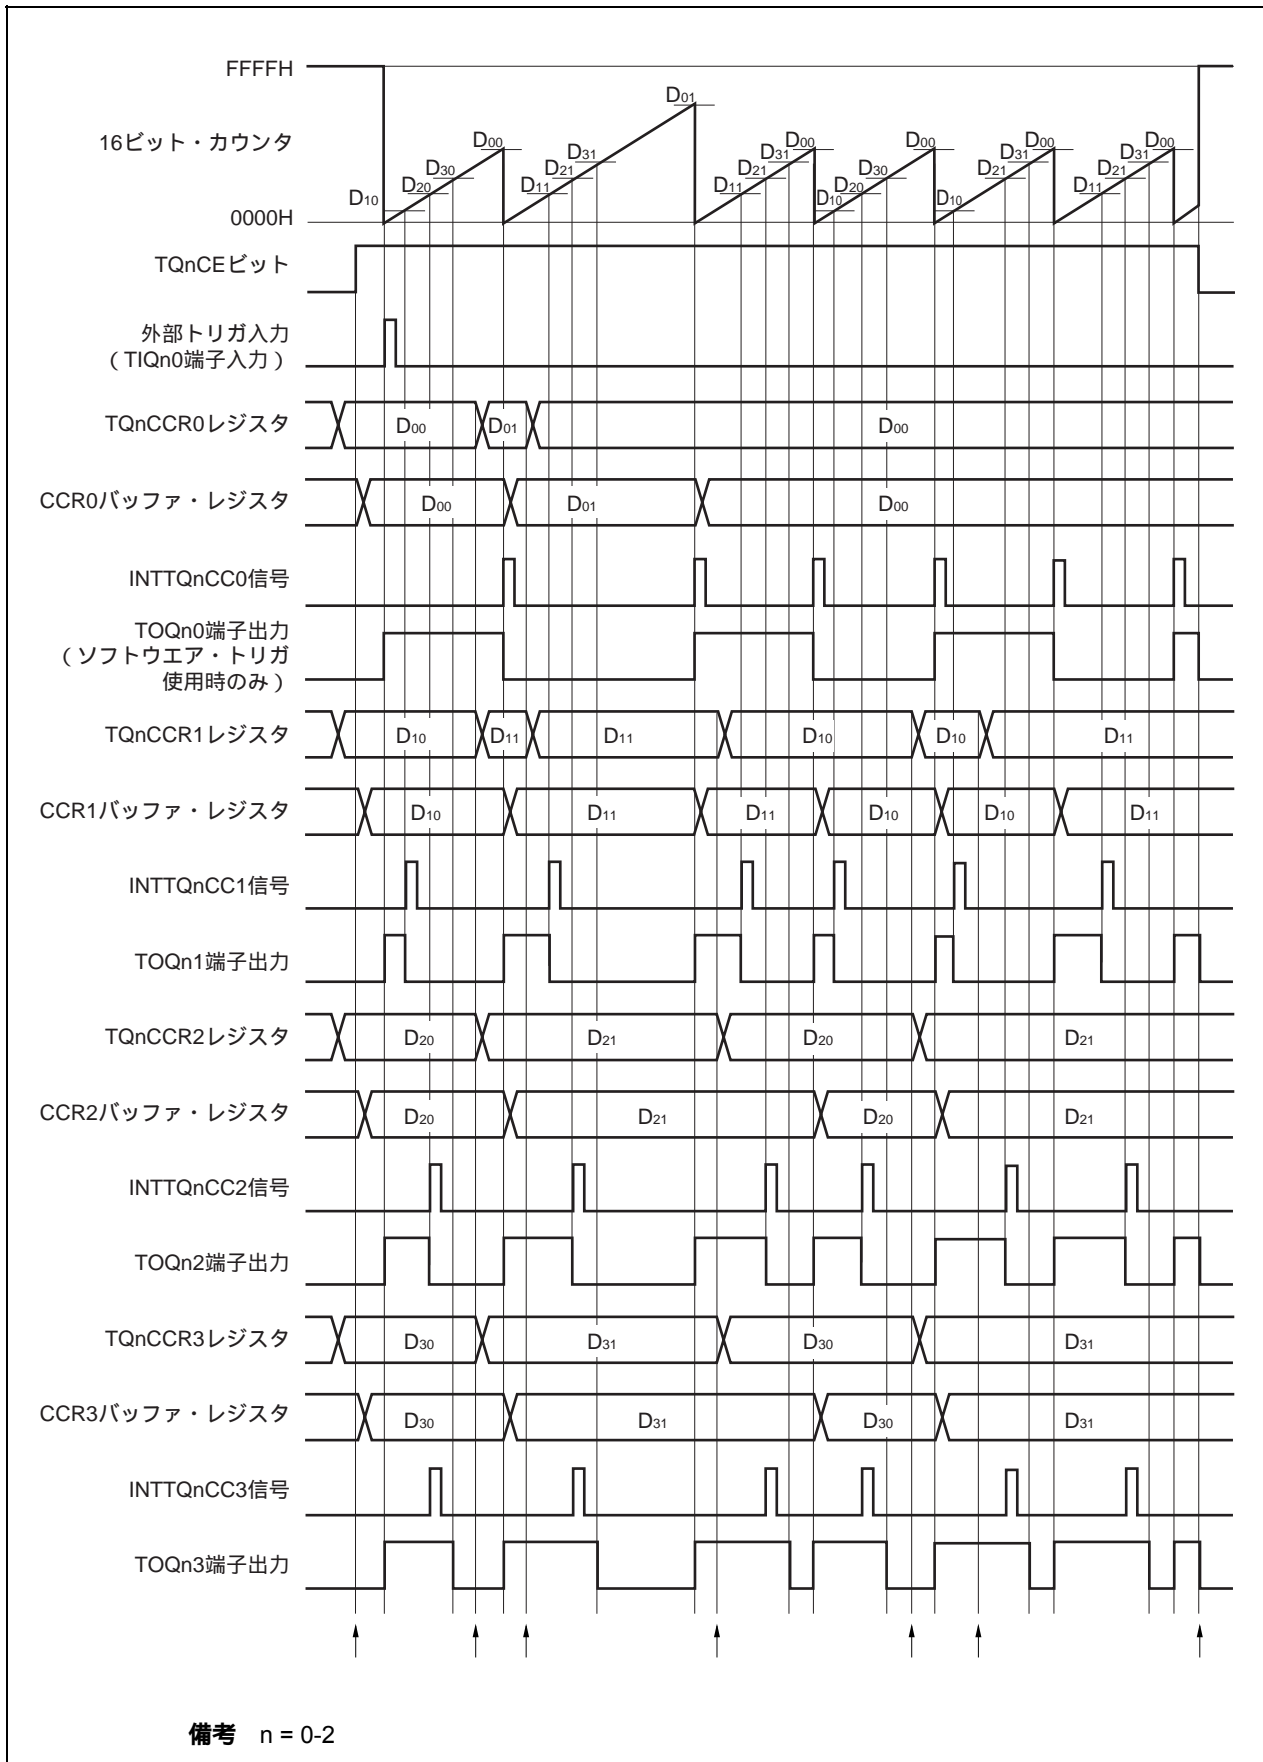 FFFFH
D01
16ビット・カウンタ
D00 D00 D00 D00 D00
D30 D31 D31 D30 D31 D31
D20 D21 D21 D20 D21 D21
D10 D11 D11 D10 D10 D11
0000H
TQnCEビット
外部トリガ入力
（TIQn0端子入力）
TQnCCR0レジスタ D00 D01 D00
CCR0バッファ・レジスタ D00 D01 D00
INTTQnCC0信号
TOQn0端子出力
（ソフトウエア・トリガ
使用時のみ）
TQnCCR1レジスタ D10 D11 D11 D10 D10 D11
CCR1バッファ・レジスタ D10 D11 D11 D10 D10 D11
INTTQnCC1信号
TOQn1端子出力
TQnCCR2レジスタ D20 D21 D20 D21
CCR2バッファ・レジスタ D20 D21 D20 D21
INTTQnCC2信号
TOQn2端子出力
TQnCCR3レジスタ D30 D31 D30 D31
CCR3バッファ・レジスタ D30 D31 D30 D31
INTTQnCC3信号
TOQn3端子出力
備考 n = 0-2